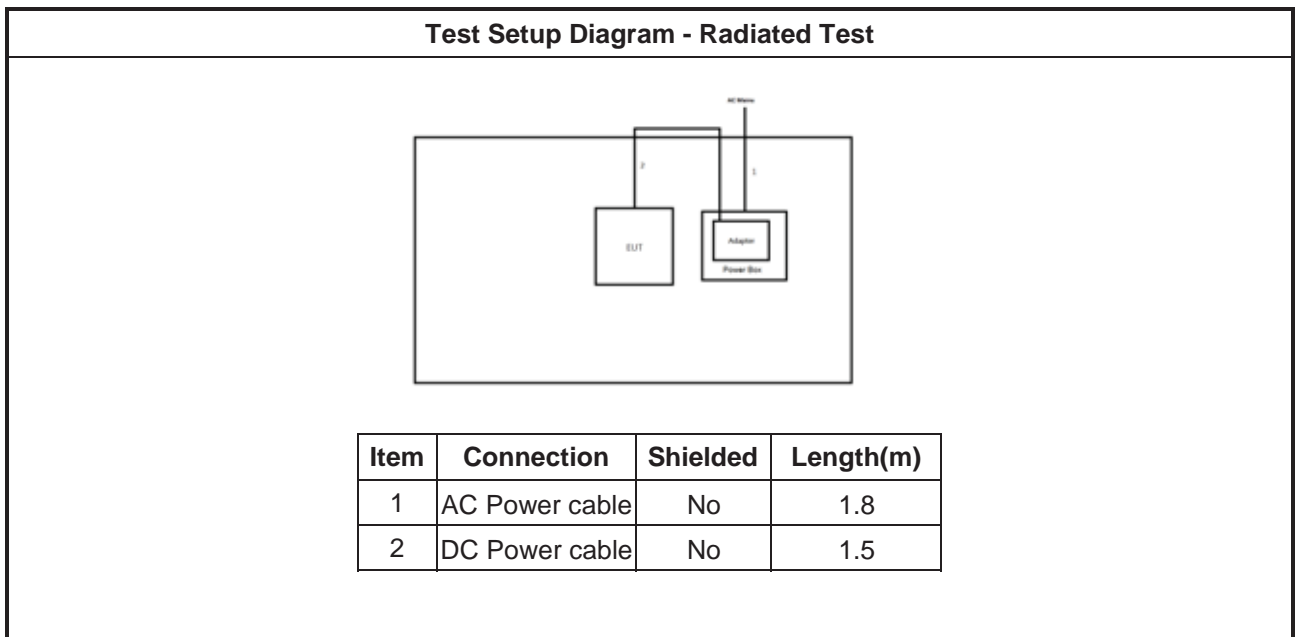 Test Setup Diagram - Radiated Test
AC Mains
2
1
EUT
Adapter
Power Box
Item Connection Shielded Length(m)
1 AC Power cable No 1.8
2 DC Power cable No 1.5